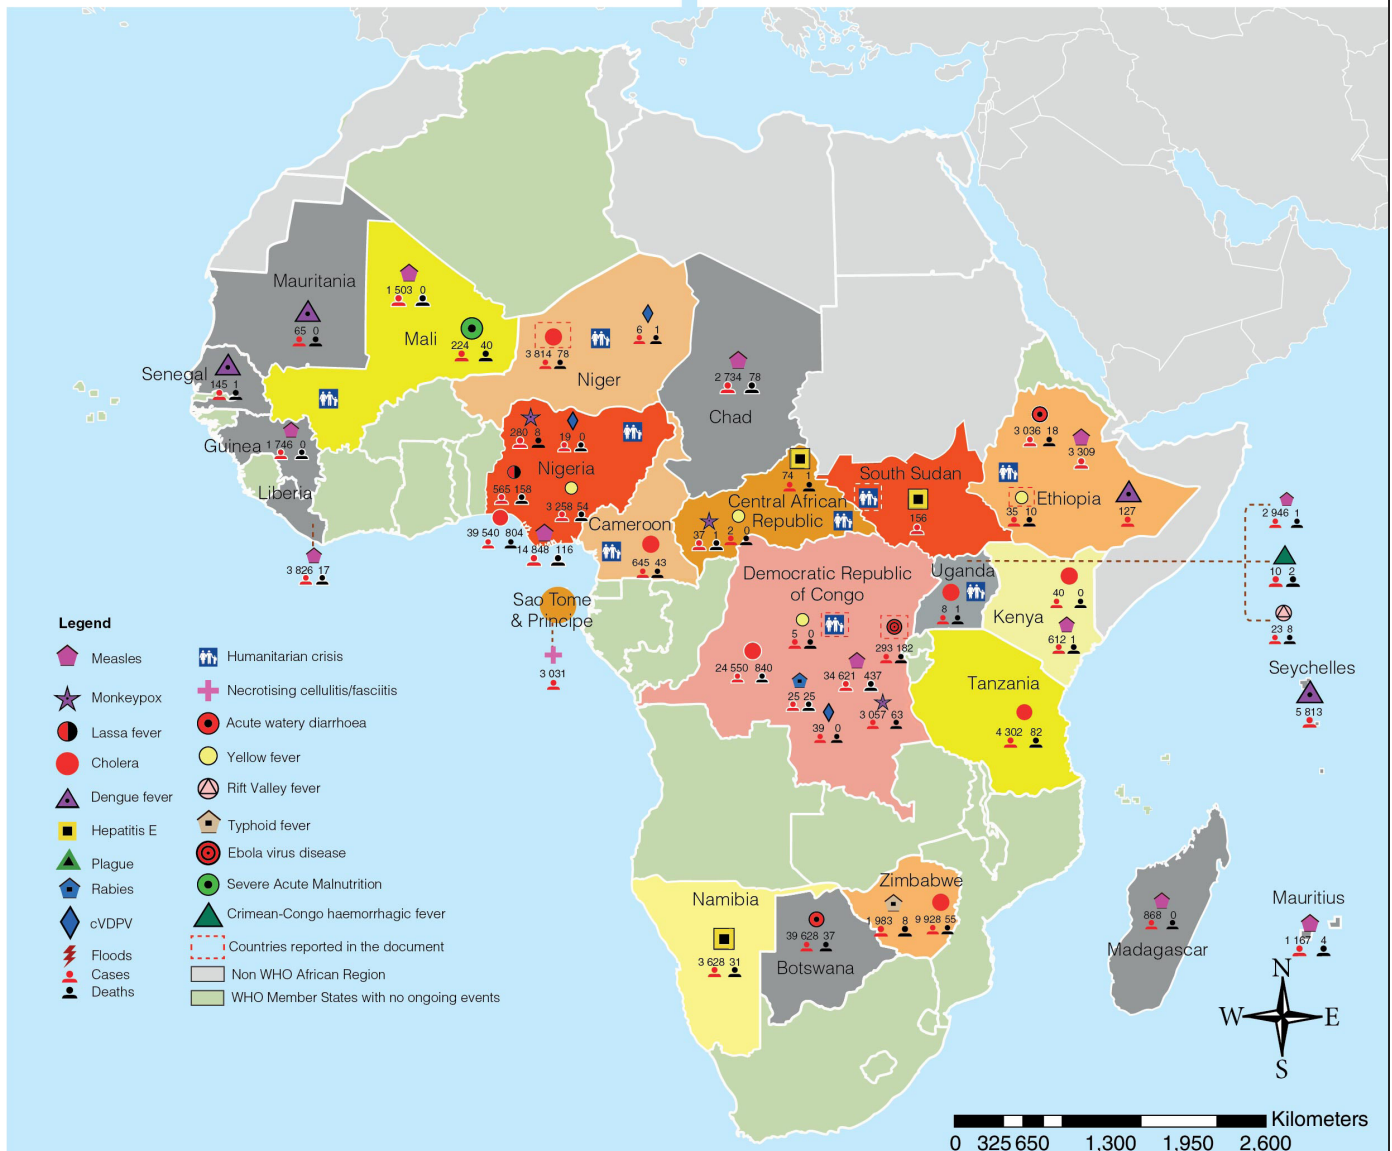 Mauritania
65 0
1 503 0
Mali
224 40
3 814 78
6 1
Niger
2 734 78
Chad
Senegal
145 1
Guinea
1 746 0
Liberia
3 826 17
280 8
19 0
Nigeria
565 158
3 258 54
39 540 804
14 848 116
Cameroon
645 43
74 1
Central African
Republic
37 1
2 0
South Sudan
156
3 036 18
3 309
Ethiopia
35 10
127
Democratic Republic
of Congo
5 0
293 182
24 550 840
34 621 437
25 25
39 0
3 057 63
Uganda
8 1
Kenya
40 0
612 1
2 946 1
10 2
23 8
Seychelles
5 813
Tanzania
4 302 82
Sao Tome
& Principe
3 031
Zimbabwe
1 983 8
9 928 55
Namibia
3 628 31
39 628 37
Botswana
868 0
Madagascar
Mauritius
1 167 4
Legend
Measles
Monkeypox
Lassa fever
Cholera
Dengue fever
Hepatitis E
Plague
Rabies
cVDPV
Floods
Cases
Deaths
Humanitarian crisis
Necrotising cellulitis/fasciitis
Acute watery diarrhoea
Yellow fever
Rift Valley fever
Typhoid fever
Ebola virus disease
Severe Acute Malnutrition
Crimean-Congo haemorrhagic fever
Countries reported in the document
Non WHO African Region
WHO Member States with no ongoing events
N
W E
S
Kilometers
0 325 650 1,300 1,950 2,600